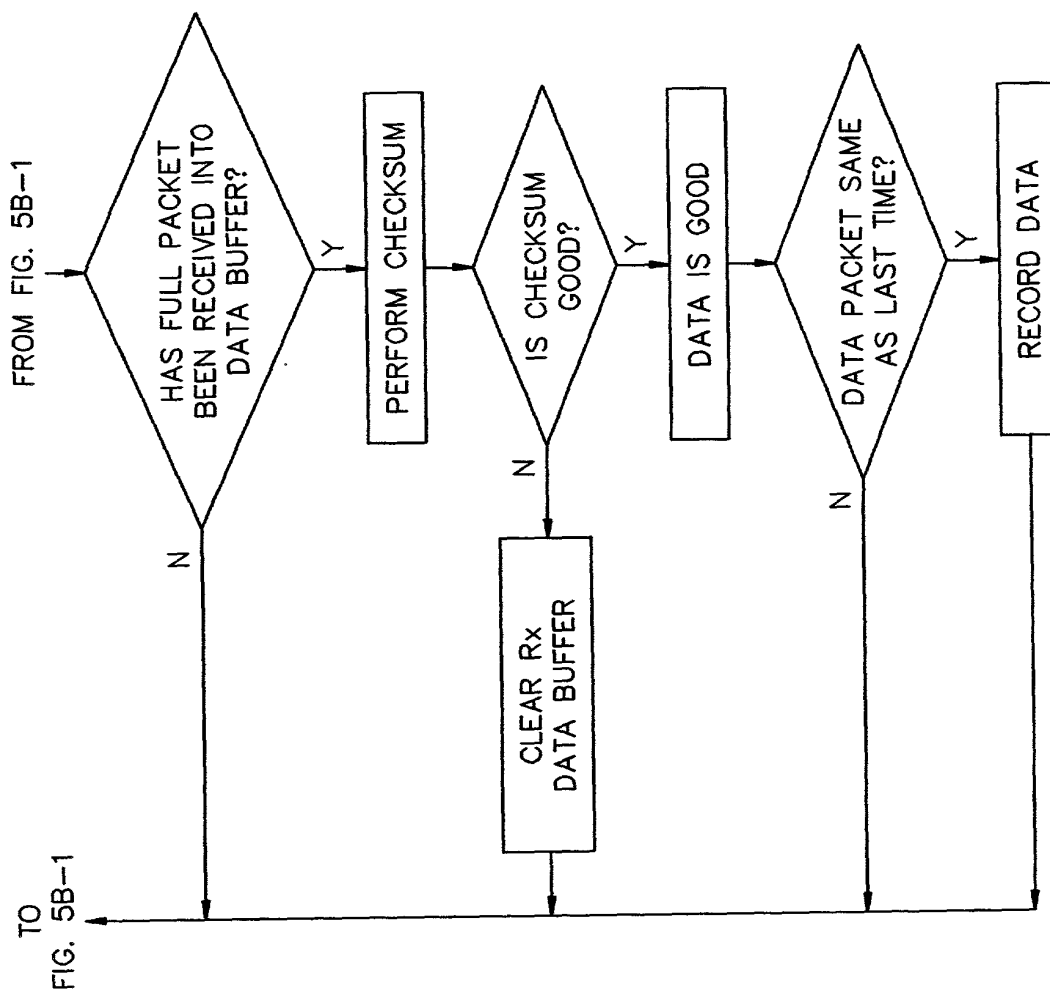 FROM FIG. 5B-1
HAS FULL PACKET
BEEN RECEIVED INTO
DATA BUFFER?
N
Y
PERFORM CHECKSUM
IS CHECKSUM
GOOD?
N
CLEAR Rx
DATA BUFFER
Y
DATA IS GOOD
DATA PACKET SAME
AS LAST TIME?
N
Y
RECORD DATA
TO
FIG. 5B-1